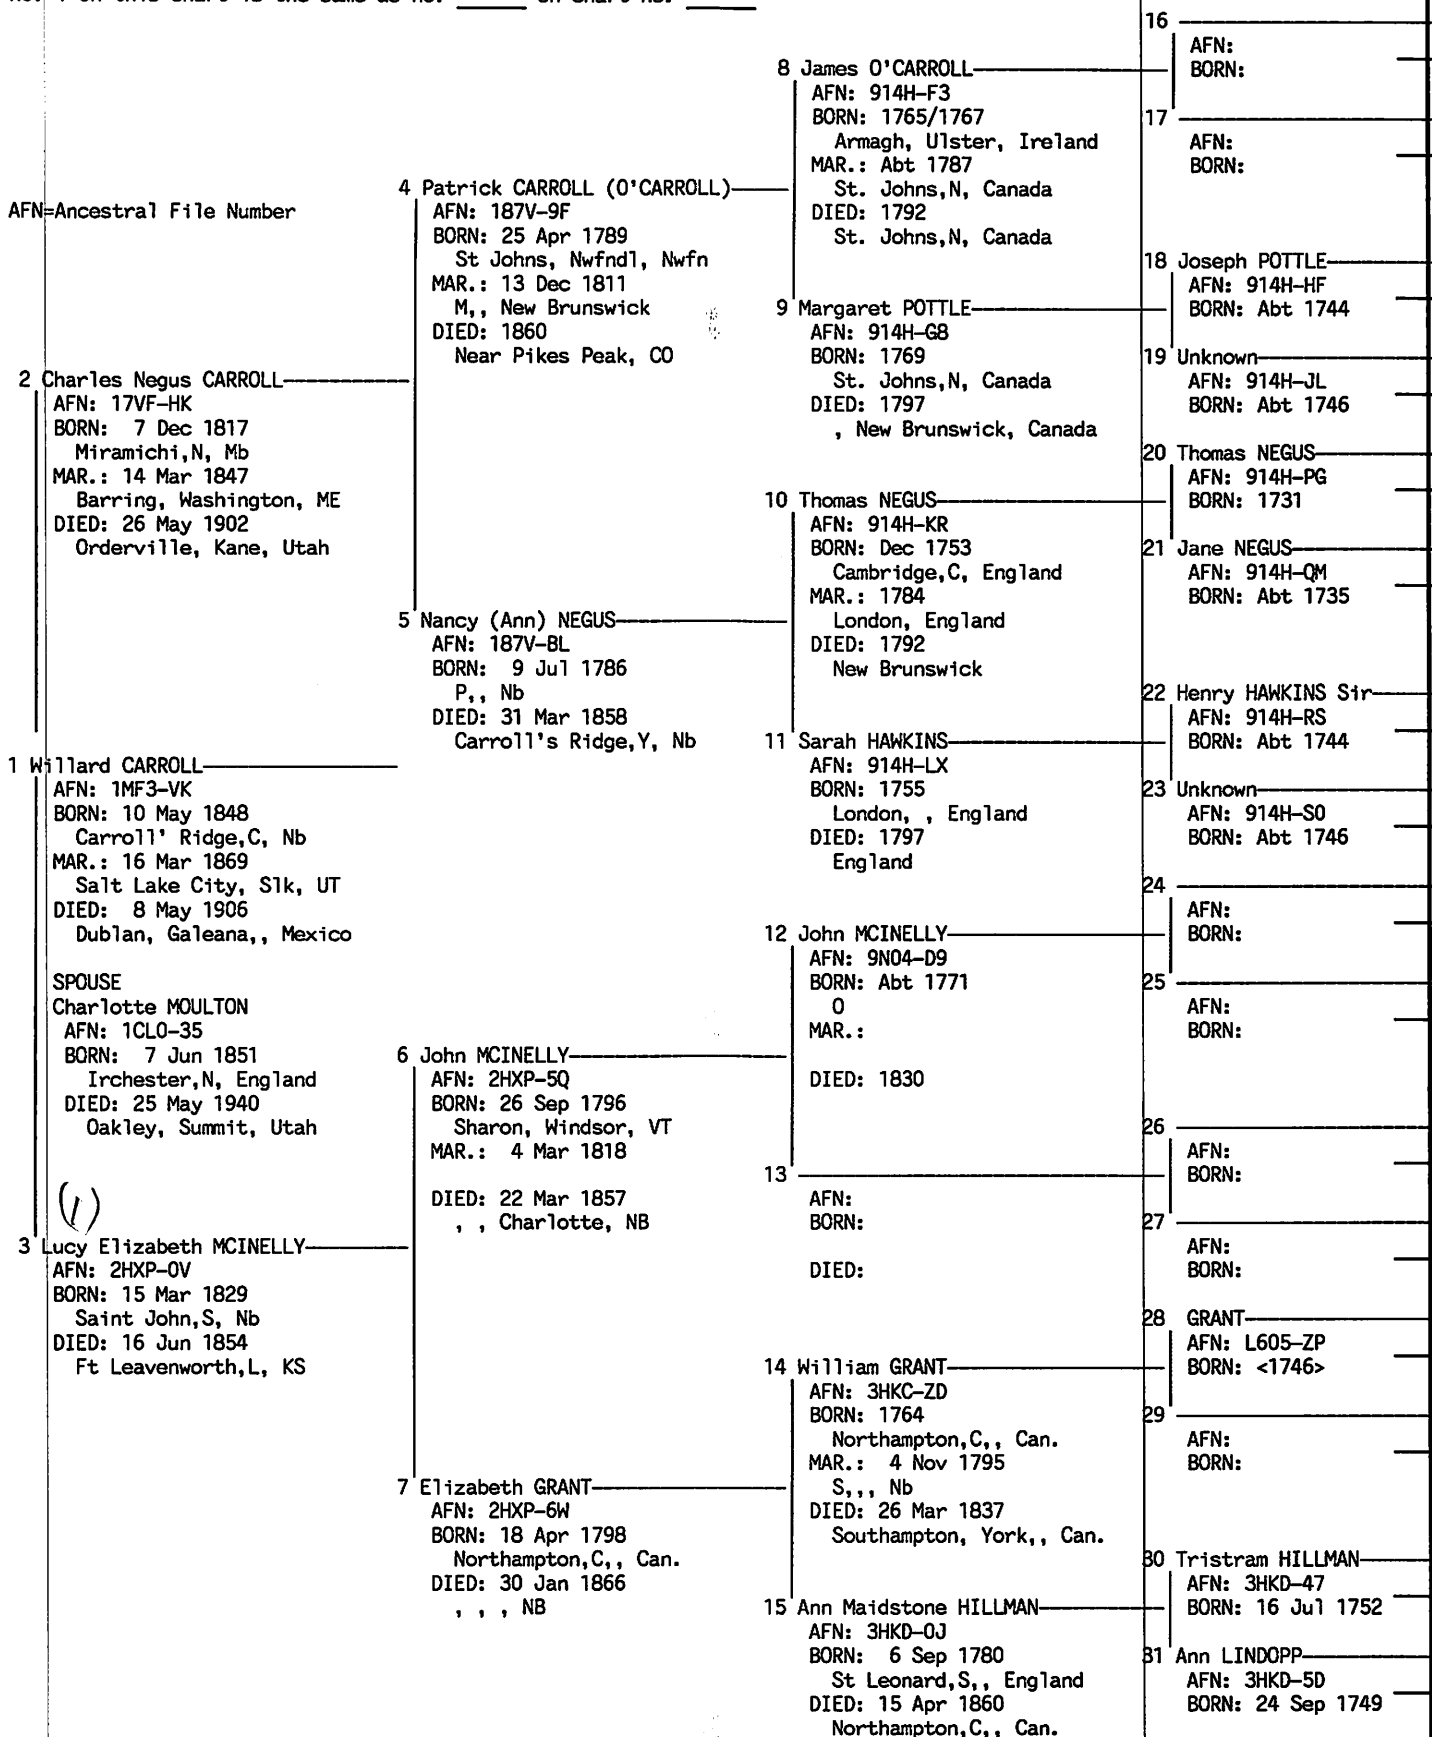 AFN=Ancestral File Number
1 Willard CARROLL
AFN: 1MF3-VK
BORN: 10 May 1848
Carroll' Ridge,C, Nb
MAR.: 16 Mar 1869
Salt Lake City, Slk, UT
DIED: 8 May 1906
Dublan, Galeana,, Mexico
SPOUSE
Charlotte MOULTON
AFN: 1CL0-35
BORN: 7 Jun 1851
Irchester,N, England
DIED: 25 May 1940
Oakley, Summit, Utah
2 Charles Negus CARROLL
AFN: 17VF-HK
BORN: 7 Dec 1817
Miramichi,N, Mb
MAR.: 14 Mar 1847
Barring, Washington, ME
DIED: 26 May 1902
Orderville, Kane, Utah
(1)
3 Lucy Elizabeth MCINELLY
AFN: 2HXP-0V
BORN: 15 Mar 1829
Saint John,S, Nb
DIED: 16 Jun 1854
Ft Leavenworth,L, KS
4 Patrick CARROLL (O'CARROLL)
AFN: 187V-9F
BORN: 25 Apr 1789
St Johns, Nwfndl, Nwfn
MAR.: 13 Dec 1811
M,, New Brunswick
DIED: 1860
Near Pikes Peak, CO
5 Nancy (Ann) NEGUS
AFN: 187V-BL
BORN: 9 Jul 1786
P,, Nb
DIED: 31 Mar 1858
Carroll's Ridge,Y, Nb
6 John MCINELLY
AFN: 2HXP-5Q
BORN: 26 Sep 1796
Sharon, Windsor, VT
MAR.: 4 Mar 1818
DIED: 22 Mar 1857
, , Charlotte, NB
7 Elizabeth GRANT
AFN: 2HXP-6W
BORN: 18 Apr 1798
Northampton,C,, Can.
DIED: 30 Jan 1866
, , , NB
8 James O'CARROLL
AFN: 914H-F3
BORN: 1765/1767
Armagh, Ulster, Ireland
MAR.: Abt 1787
St. Johns,N, Canada
DIED: 1792
St. Johns,N, Canada
9 Margaret POTTLE
AFN: 914H-G8
BORN: 1769
St. Johns,N, Canada
DIED: 1797
, New Brunswick, Canada
10 Thomas NEGUS
AFN: 914H-KR
BORN: Dec 1753
Cambridge,C, England
MAR.: 1784
London, England
DIED: 1792
New Brunswick
11 Sarah HAWKINS
AFN: 914H-LX
BORN: 1755
London, , England
DIED: 1797
England
12 John MCINELLY
AFN: 9N04-D9
BORN: Abt 1771
O
MAR.:
DIED: 1830
13
AFN:
BORN:
DIED:
14 William GRANT
AFN: 3HKC-ZD
BORN: 1764
Northampton,C,, Can.
MAR.: 4 Nov 1795
S,,, Nb
DIED: 26 Mar 1837
Southampton, York,, Can.
15 Ann Maidstone HILLMAN
AFN: 3HKD-0J
BORN: 6 Sep 1780
St Leonard,S,, England
DIED: 15 Apr 1860
Northampton,C,, Can.
16
AFN:
BORN:
17
AFN:
BORN:
18 Joseph POTTLE
AFN: 914H-HF
BORN: Abt 1744
19 Unknown
AFN: 914H-JL
BORN: Abt 1746
20 Thomas NEGUS
AFN: 914H-PG
BORN: 1731
21 Jane NEGUS
AFN: 914H-QM
BORN: Abt 1735
22 Henry HAWKINS Sir
AFN: 914H-RS
BORN: Abt 1744
23 Unknown
AFN: 914H-S0
BORN: Abt 1746
24
AFN:
BORN:
25
AFN:
BORN:
26
AFN:
BORN:
27
AFN:
BORN:
28 GRANT
AFN: L605-ZP
BORN: <1746>
29
AFN:
BORN:
30 Tristram HILLMAN
AFN: 3HKD-47
BORN: 16 Jul 1752
31 Ann LINDOPP
AFN: 3HKD-5D
BORN: 24 Sep 1749